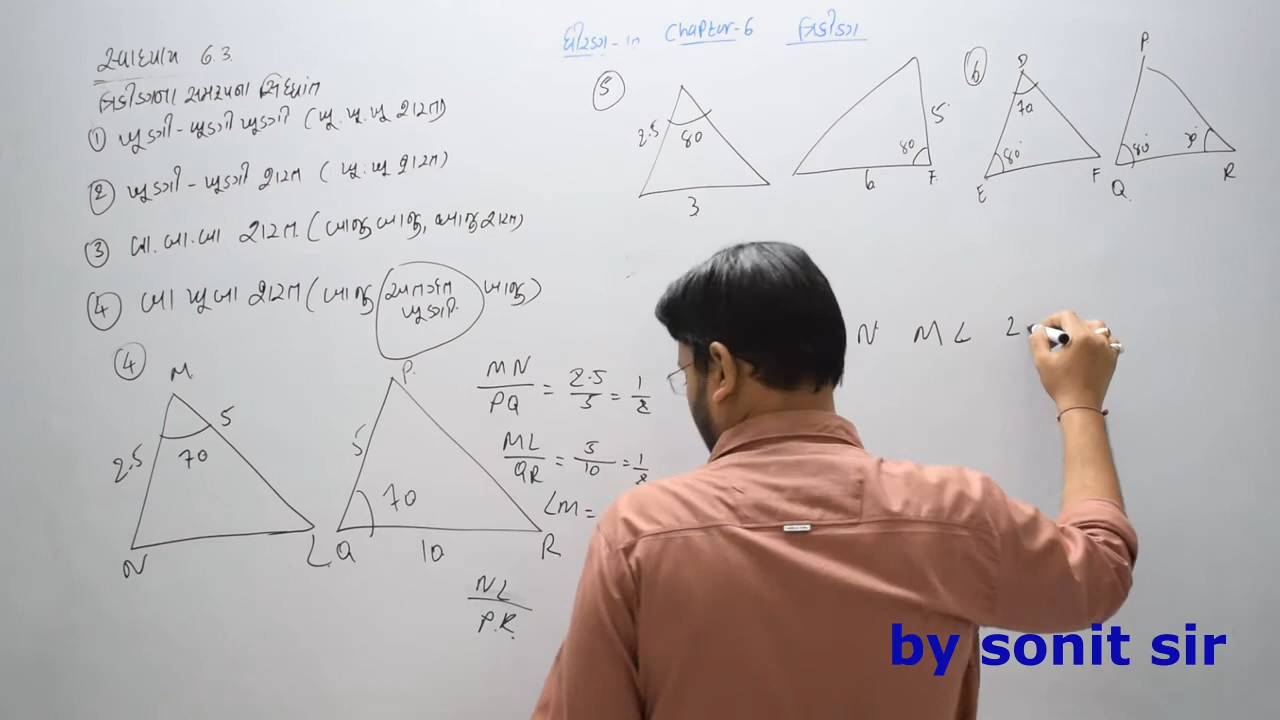 ધોરણ-10 Chapter-6 ત્રિકોણ
સ્વાધ્યાય 6.3
ત્રિકોણના સમરૂપતા સિદ્ધાંત
① ખૂણો-ખૂણો ખૂણો (ખૂ.ખૂ.ખૂ શરત)
② ખૂણો-ખૂણો શરત (ખૂ.ખૂ શરત)
③ બા.બા.બા શરત (બાજુ બાજુ, બાજુ શરત)
④ બા ખૂ બા શરત (બાજુ અંતર્ગત ખૂણો બાજુ)
④
M
5
2.5
70
N
L
P
5
70
Q
10
R
MN/PQ = 2.5/5 = 1/2
ML/QR = 5/10 = 1/2
∠M =
NL/PR
⑤
2.5
80
3
5
80
6
F
⑥
D
70
80°
E
F
P
80°
Q
R
N ML 2
by sonit sir